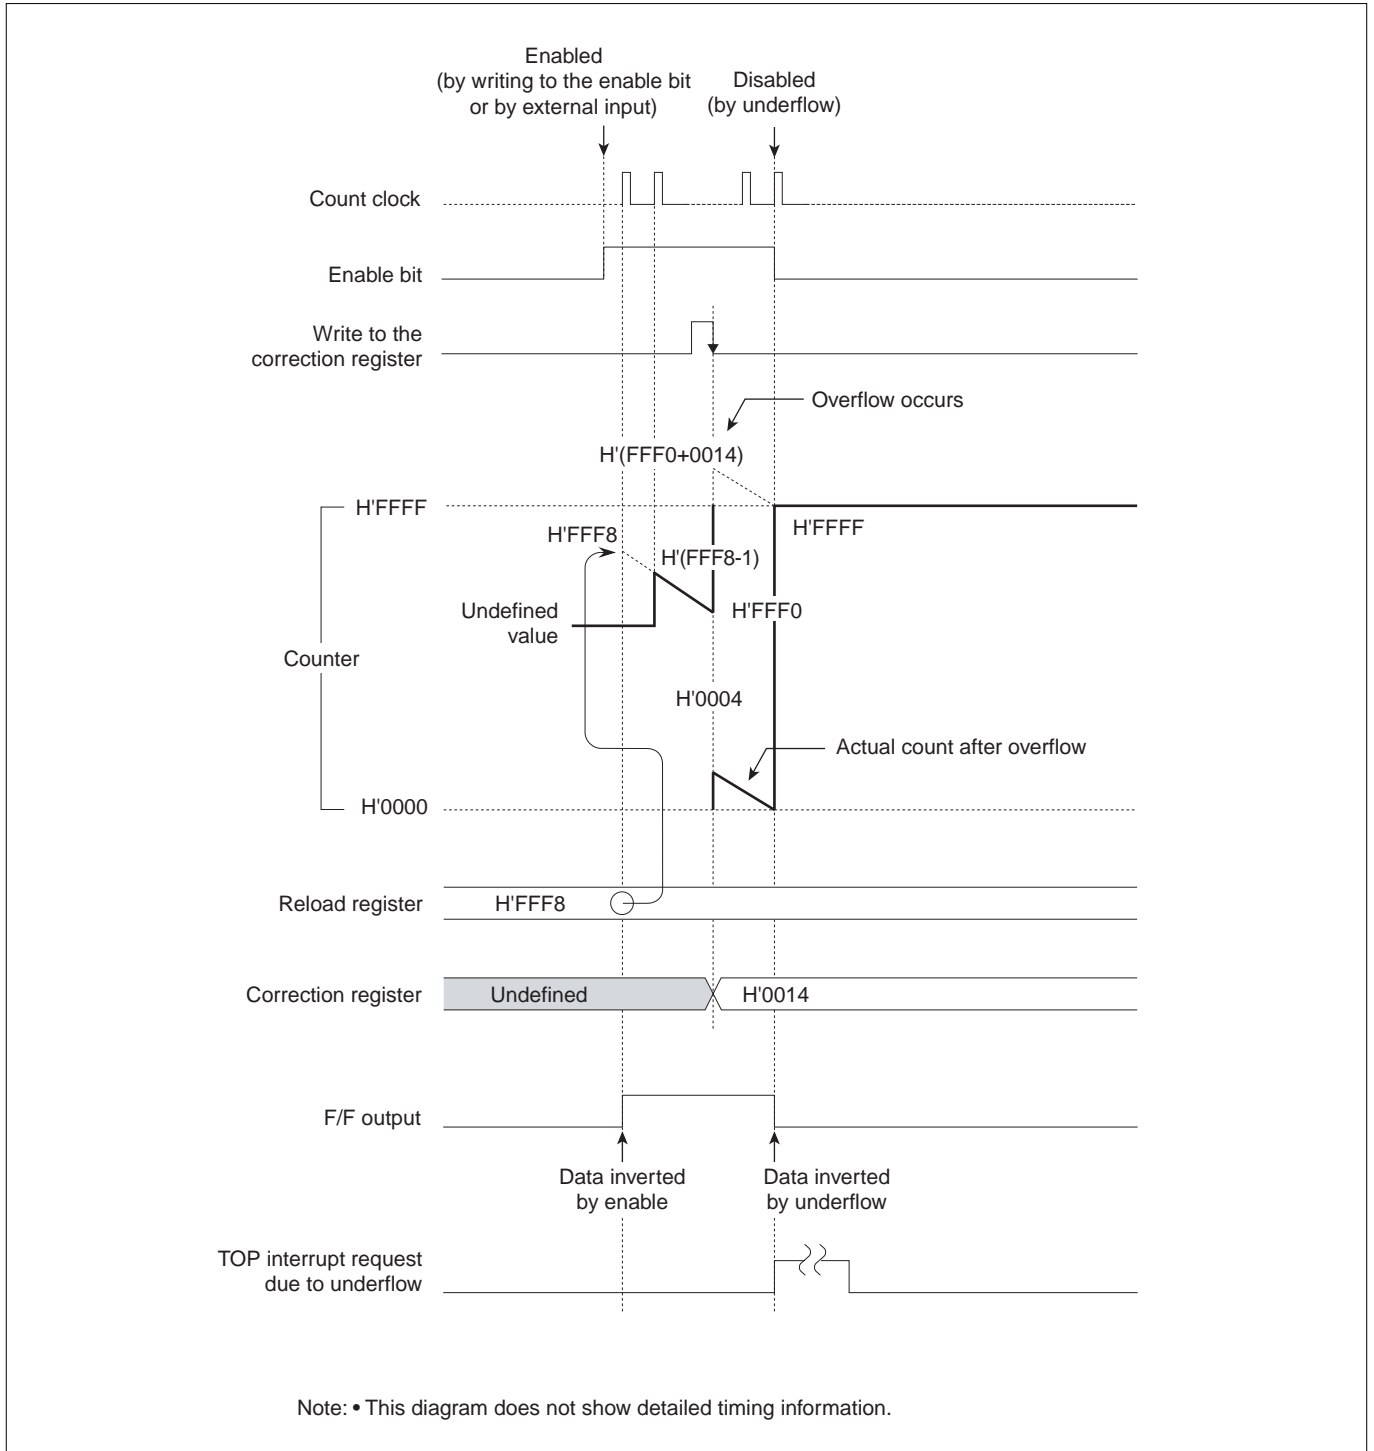 Enabled
(by writing to the enable bit
or by external input)
Disabled
(by underflow)
Count clock
Enable bit
Write to the
correction register
Overflow occurs
H'(FFF0+0014)
H'FFFF
H'FFFF
H'FFF8
H'(FFF8-1)
Undefined
value
H'FFF0
Counter
H'0004
Actual count after overflow
H'0000
Reload register
H'FFF8
Correction register
Undefined
H'0014
F/F output
Data inverted
by enable
Data inverted
by underflow
TOP interrupt request
due to underflow
Note: • This diagram does not show detailed timing information.